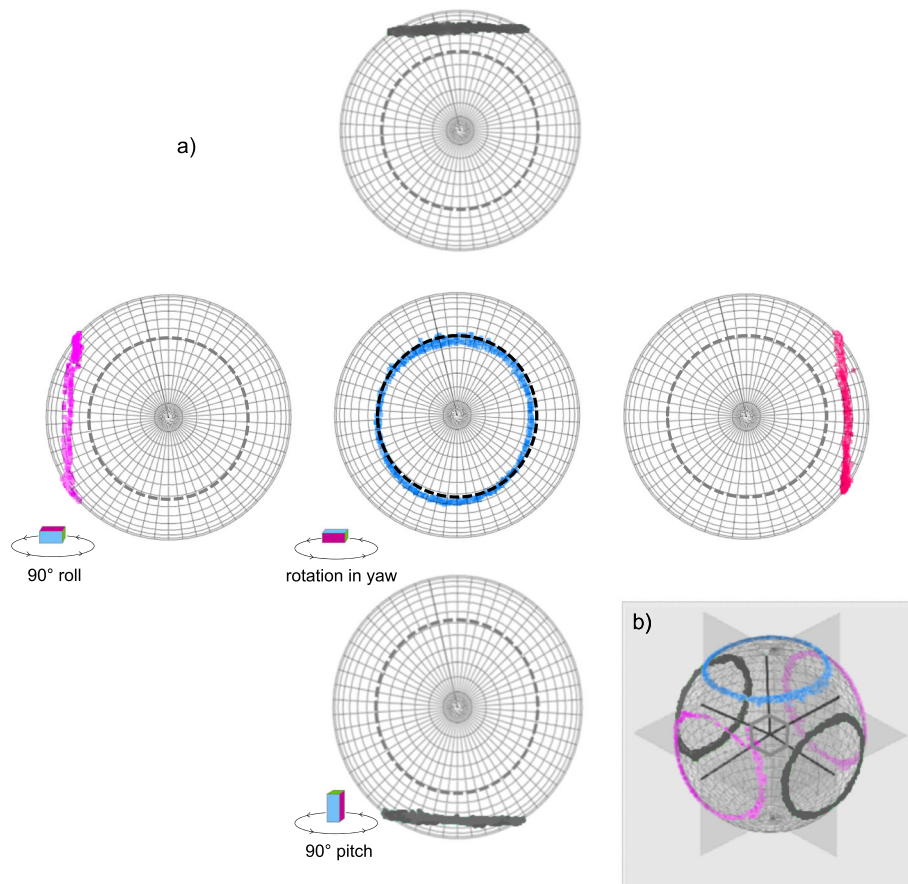 a)
90° roll
rotation in yaw
90° pitch
b)